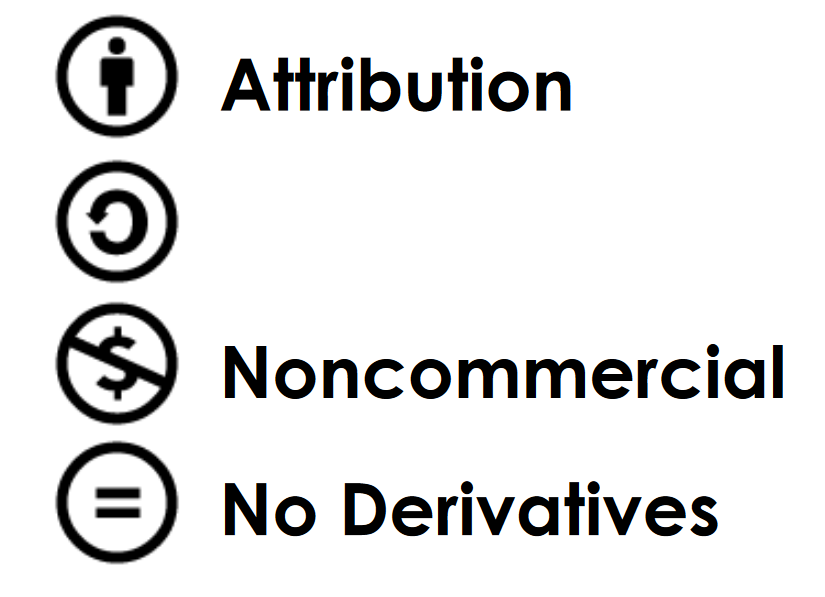 Attribution
$ Noncommercial
= No Derivatives